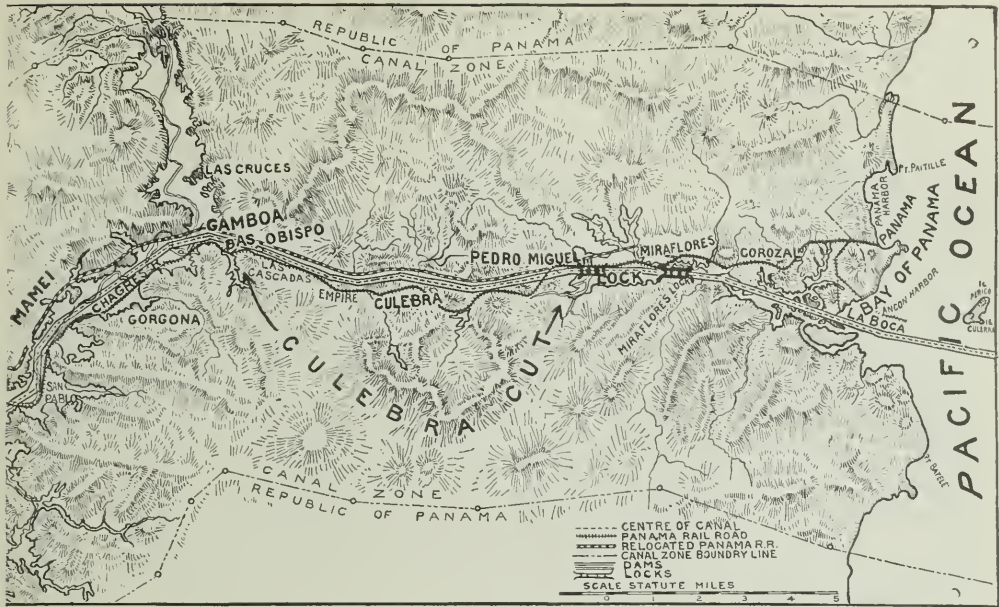 REPUBLIC OF PANAMA
CANAL ZONE
LAS CRUCES
GAMBOA
BAS OBISPO
LAS CASCADAS
EMPIRE
CULEBRA
PEDRO MIGUEL
LOCK
MIRAFLORES
MIRAFLORES LOCK
COROZAL
PANAMA HARBOR
PT. PAITILLE
PANAMA
BAY OF PANAMA
ANCON HARBOR
LA BOCA
PACIFIC OCEAN
IL PERICO
IL CULEBRA
MAMEI
CHAGRES
GORGONA
SAN PABLO
CULEBRA CUT
CANAL ZONE
REPUBLIC OF PANAMA
CENTRE OF CANAL
PANAMA RAIL ROAD
RELOCATED PANAMA R.R.
CANAL ZONE BOUNDRY LINE
DAMS
LOCKS
SCALE STATUTE MILES
0 1 2 3 4 5